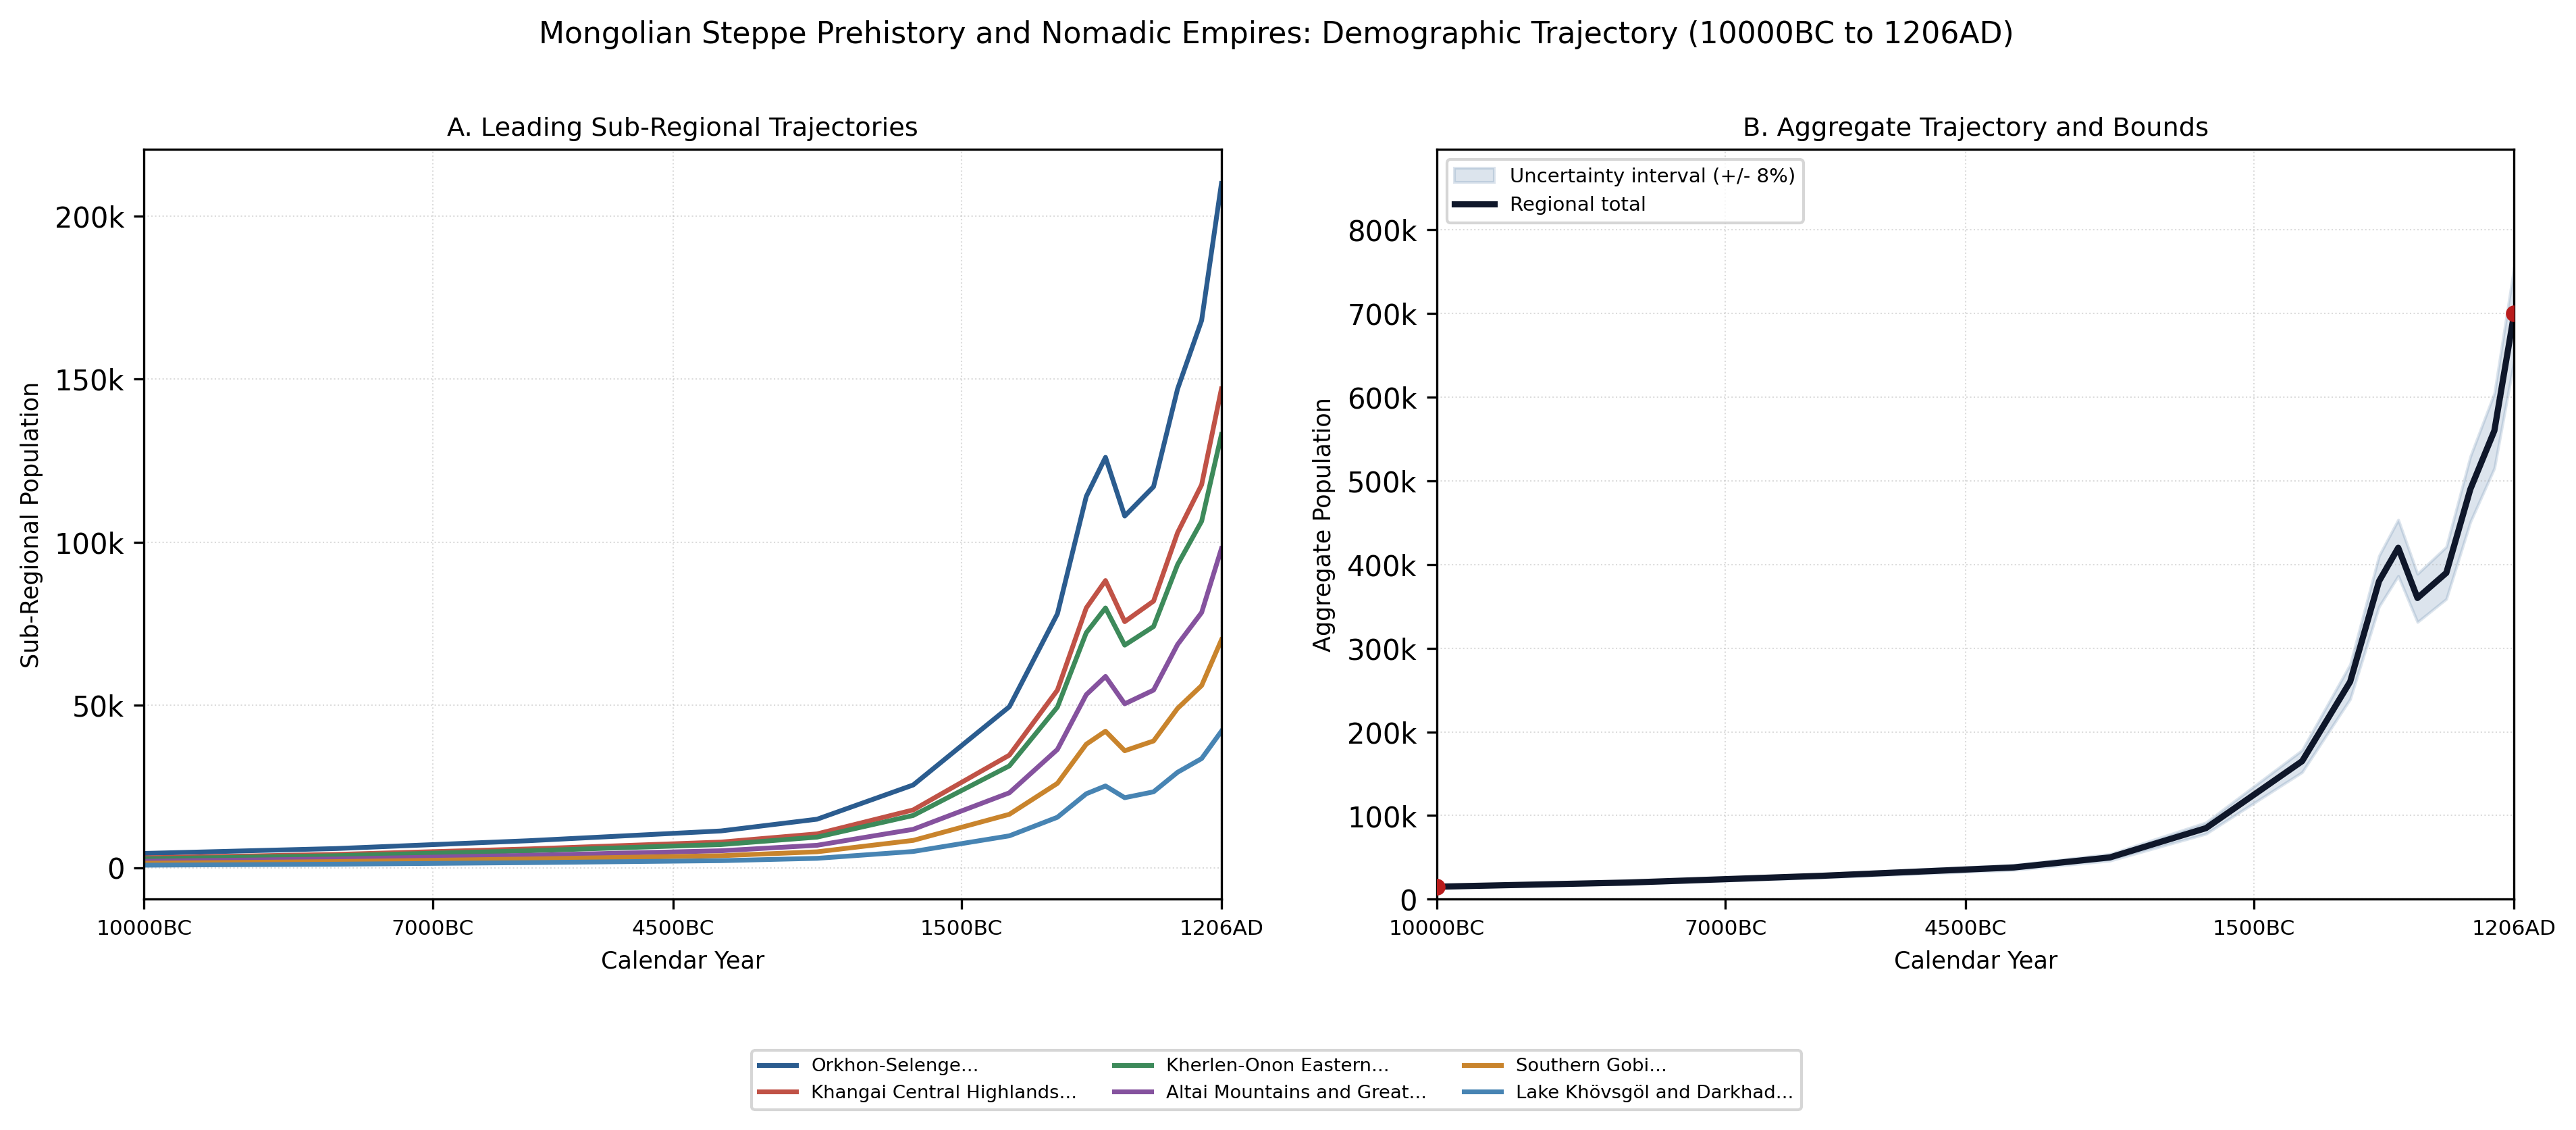 Mongolian Steppe Prehistory and Nomadic Empires: Demographic Trajectory (10000BC to 1206AD)
A. Leading Sub-Regional Trajectories
Sub-Regional Population
200k
150k
100k
50k
0
10000BC
7000BC
4500BC
1500BC
1206AD
Calendar Year
B. Aggregate Trajectory and Bounds
Uncertainty interval (+/- 8%)
Regional total
Aggregate Population
800k
700k
600k
500k
400k
300k
200k
100k
0
10000BC
7000BC
4500BC
1500BC
1206AD
Calendar Year
Orkhon-Selenge...
Khangai Central Highlands...
Kherlen-Onon Eastern...
Altai Mountains and Great...
Southern Gobi...
Lake Khövsgöl and Darkhad...